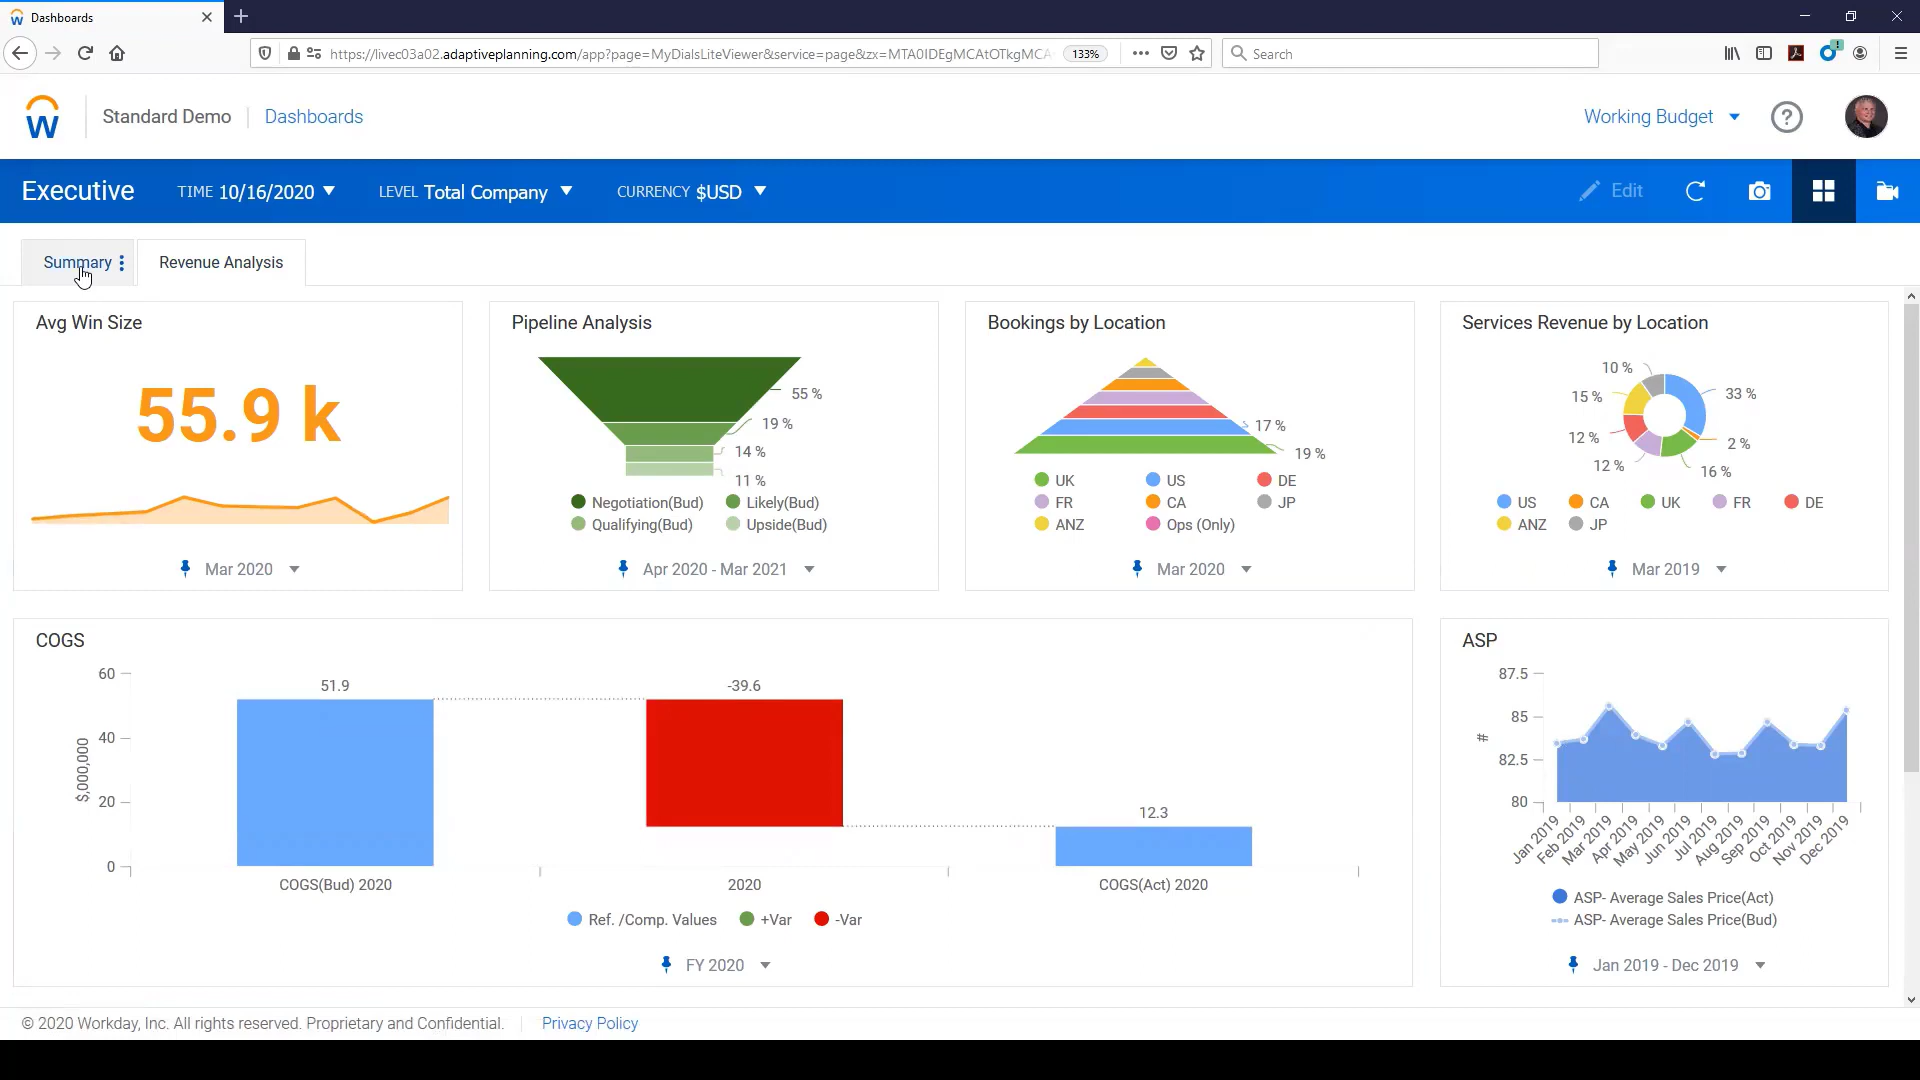 Dashboards
https://livec03a02.adaptiveplanning.com/app?page=MyDialsLiteViewer&service=page&zx=MTA0IDEgMCAtOTkgMCA
133%
Search
Standard Demo
Dashboards
Working Budget
?
Executive
TIME 10/16/2020
LEVEL Total Company
CURRENCY $USD
Edit
Summary
Revenue Analysis
Avg Win Size
55.9 k
Mar 2020
Pipeline Analysis
55 %
19 %
14 %
11 %
Negotiation(Bud) Likely(Bud)
Qualifying(Bud) Upside(Bud)
Apr 2020 - Mar 2021
Bookings by Location
17 %
19 %
UK US DE
FR CA JP
ANZ Ops (Only)
Mar 2020
Services Revenue by Location
10 %
33 %
15 %
12 %
2 %
12 %
16 %
US CA UK FR DE
ANZ JP
Mar 2019
COGS
$,000,000
60
40
20
0
51.9
-39.6
12.3
COGS(Bud) 2020
2020
COGS(Act) 2020
Ref. /Comp. Values +Var -Var
FY 2020
ASP
#
87.5
85
82.5
80
Jan 2019
Feb 2019
Mar 2019
Apr 2019
May 2019
Jun 2019
Jul 2019
Aug 2019
Sep 2019
Oct 2019
Nov 2019
Dec 2019
ASP- Average Sales Price(Act)
ASP- Average Sales Price(Bud)
Jan 2019 - Dec 2019
© 2020 Workday, Inc. All rights reserved. Proprietary and Confidential.
Privacy Policy